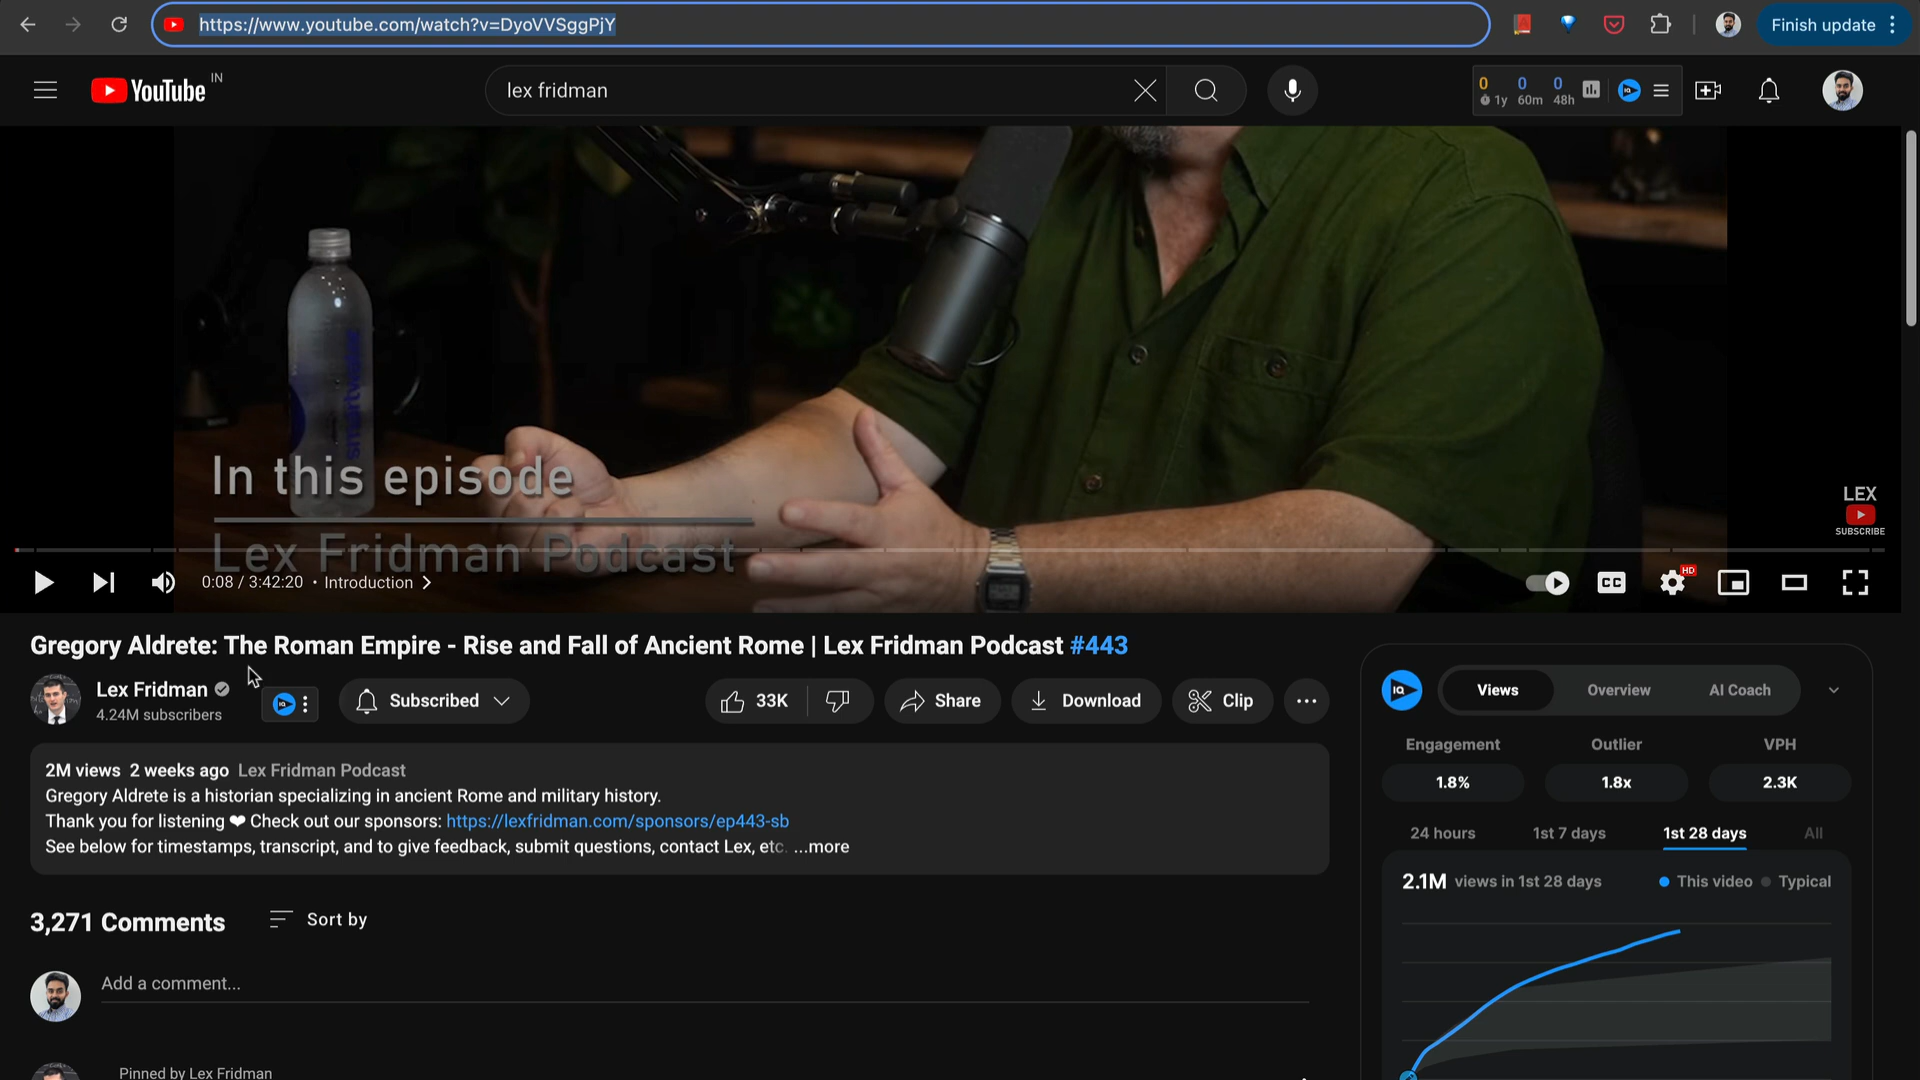 https://www.youtube.com/watch?v=DyoVVSggPjY
Finish update
YouTube IN
lex fridman
0 0 0
1y 60m 48h
smartwater
In this episode
Lex Fridman Podcast
LEX
SUBSCRIBE
0:08 / 3:42:20 • Introduction
CC
HD
Gregory Aldrete: The Roman Empire - Rise and Fall of Ancient Rome | Lex Fridman Podcast #443
Lex Fridman
4.24M subscribers
IQ
Subscribed
33K
Share
Download
Clip
2M views 2 weeks ago Lex Fridman Podcast
Gregory Aldrete is a historian specializing in ancient Rome and military history.
Thank you for listening ❤ Check out our sponsors: https://lexfridman.com/sponsors/ep443-sb
See below for timestamps, transcript, and to give feedback, submit questions, contact Lex, etc. ...more
3,271 Comments
Sort by
Add a comment...
Pinned by Lex Fridman
IQ
Views Overview AI Coach
Engagement Outlier VPH
1.8% 1.8x 2.3K
24 hours 1st 7 days 1st 28 days All
2.1M views in 1st 28 days
This video Typical